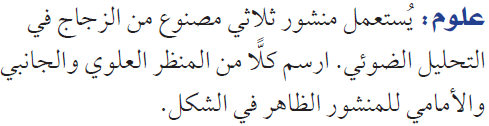 علوم: يُستعمل منشور ثلاثي مصنوع من الزجاج في
التحليل الضوئي. ارسم كلًّا من المنظر العلوي والجانبي
والأمامي للمنشور الظاهر في الشكل.